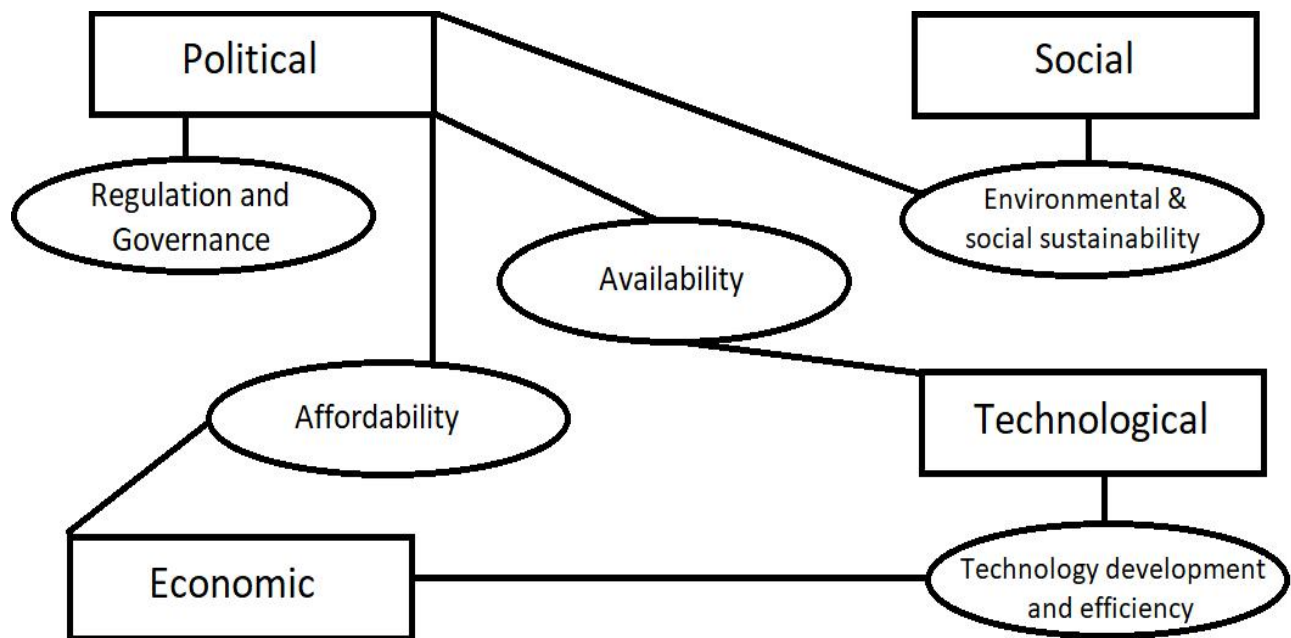 Political
Social
Regulation and
Governance
Environmental &
social sustainability
Availability
Affordability
Technological
Economic
Technology development
and efficiency